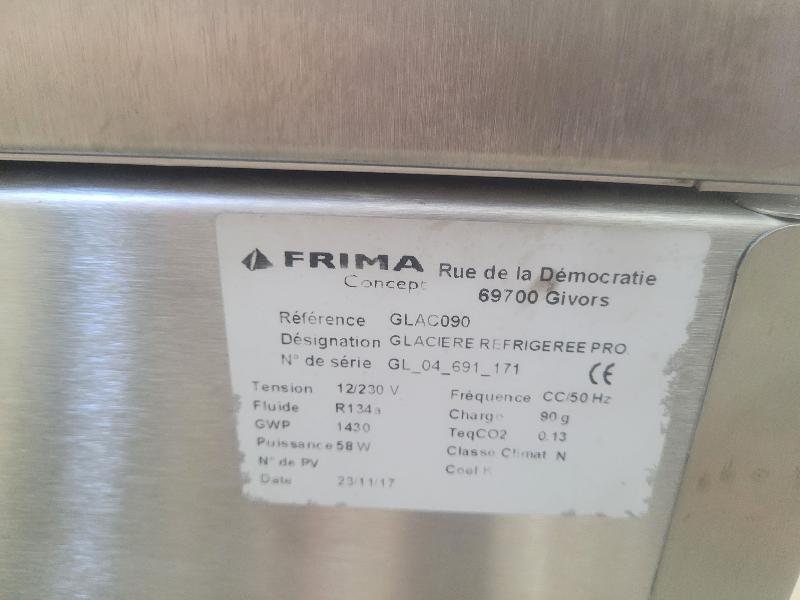 FRIMA
Concept
Rue de la Démocratie
69700 Givors
Référence GLAC090
Désignation GLACIERE REFRIGEREE PRO
N° de série GL_04_691_171
CE
Tension 12/230 V
Fréquence CC/50 Hz
Fluide R134a
Charge 90 g
GWP 1430
TeqCO2 0.13
Puissance 58 W
Classe Climat N
N° de PV
Coef K
Date 23/11/17